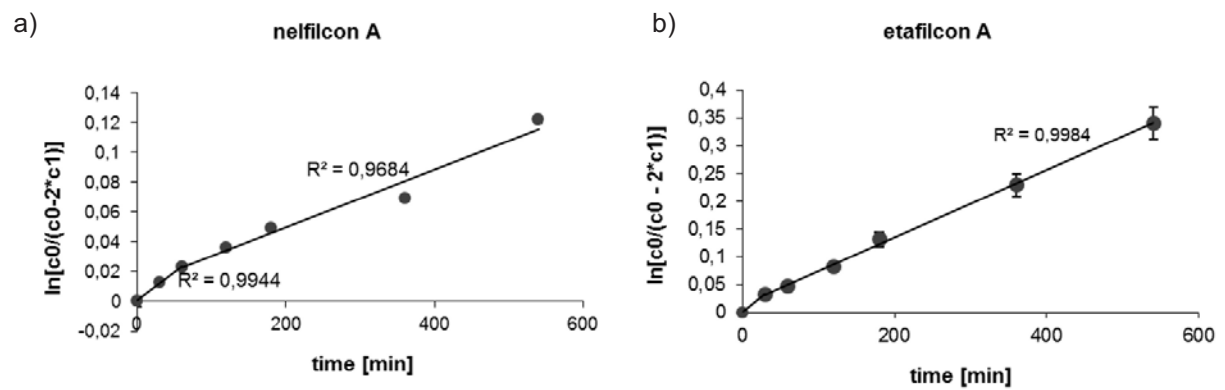 a)
nelfilcon A
ln[c0/(c0-2*c1)]
0,14
0,12
0,1
0,08
0,06
0,04
0,02
0
-0,02
R² = 0,9684
R² = 0,9944
0
200
400
600
time [min]
b)
etafilcon A
ln[c0/(c0 - 2*c1)]
0,4
0,35
0,3
0,25
0,2
0,15
0,1
0,05
0
R² = 0,9984
0
200
400
600
time [min]